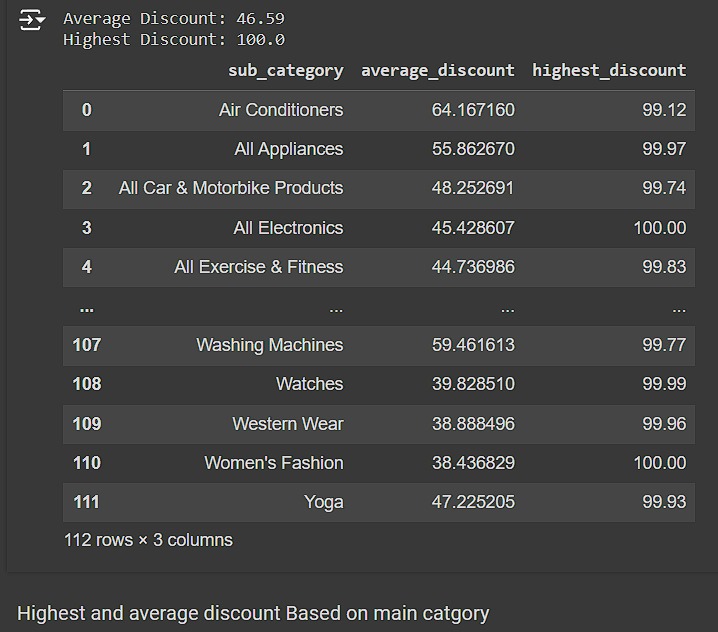 Average Discount: 46.59
Highest Discount: 100.0
sub_category average_discount highest_discount
0 Air Conditioners 64.167160 99.12
1 All Appliances 55.862670 99.97
2 All Car & Motorbike Products 48.252691 99.74
3 All Electronics 45.428607 100.00
4 All Exercise & Fitness 44.736986 99.83
... ... ... ...
107 Washing Machines 59.461613 99.77
108 Watches 39.828510 99.99
109 Western Wear 38.888496 99.96
110 Women's Fashion 38.436829 100.00
111 Yoga 47.225205 99.93
112 rows × 3 columns
Highest and average discount Based on main catgory